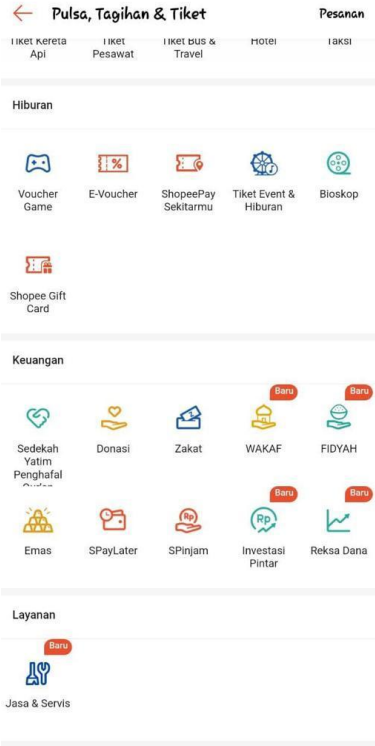 Pulsa, Tagihan & Tiket
Pesanan
Tiket Kereta
Api
Tiket
Pesawat
Tiket Bus &
Travel
Hotel
Taksi
Hiburan
Voucher
Game
E-Voucher
ShopeePay
Sekitarmu
Tiket Event &
Hiburan
Bioskop
Shopee Gift
Card
Keuangan
Baru
Baru
Sedekah
Yatim
Penghafal
Donasi
Zakat
WAKAF
FIDYAH
Baru
Baru
Rp
Rp
Emas
SPayLater
SPinjam
Investasi
Pintar
Reksa Dana
Layanan
Baru
Jasa & Servis